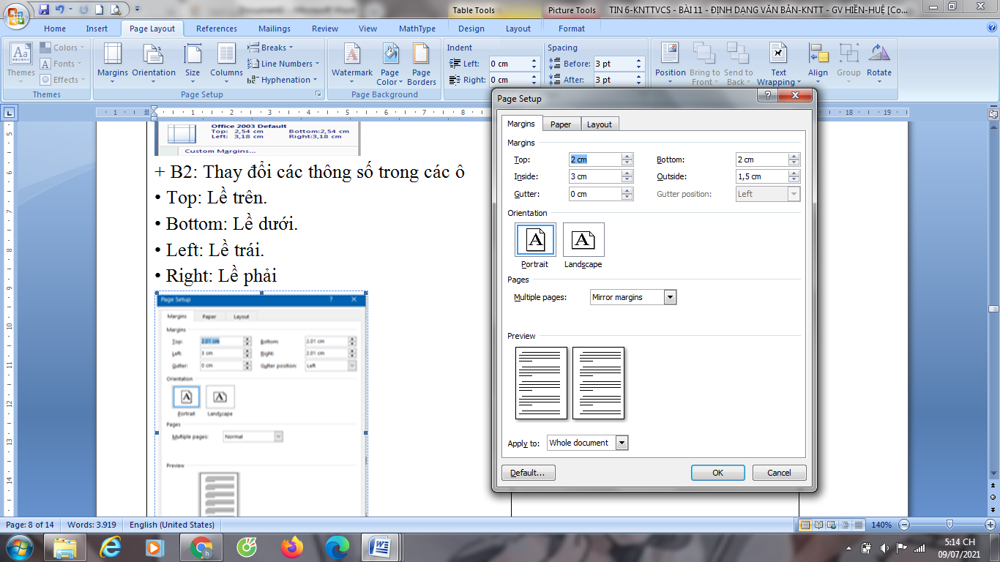 Table Tools Picture Tools TIN 6-KNTTVCS - BÀI 11 - ĐỊNH DẠNG VĂN BẢN-KNTT - GV HIỀN-HUỆ [Co...
Home Insert Page Layout References Mailings Review View MathType Design Layout Format
Themes Colors Fonts Effects
Themes
Margins Orientation Size Columns Breaks Line Numbers Hyphenation
Page Setup
Watermark Page Color Page Borders
Page Background
Indent Spacing
Left: 0 cm Before: 3 pt
Right: 0 cm After: 3 pt
Position Bring to Front Send to Back Text Wrapping Align Group Rotate
Office 2003 Default
Top: 2,54 cm Bottom:2,54 cm
Left: 3,18 cm Right:3,18 cm
Custom Margins...
+ B2: Thay đổi các thông số trong các ô
• Top: Lề trên.
• Bottom: Lề dưới.
• Left: Lề trái.
• Right: Lề phải
Page Setup
Margins Paper Layout
Margins
Top: 2.01 cm Bottom: 2.01 cm
Left: 3 cm Right: 2.01 cm
Gutter: 0 cm Gutter position: Left
Orientation
Portrait Landscape
Pages
Multiple pages: Normal
Preview
Page Setup
Margins Paper Layout
Margins
Top: 2 cm Bottom: 2 cm
Inside: 3 cm Outside: 1,5 cm
Gutter: 0 cm Gutter position: Left
Orientation
Portrait Landscape
Pages
Multiple pages: Mirror margins
Preview
Apply to: Whole document
Default... OK Cancel
Page: 8 of 14 Words: 3.919 English (United States) 140%
5:14 CH
09/07/2021